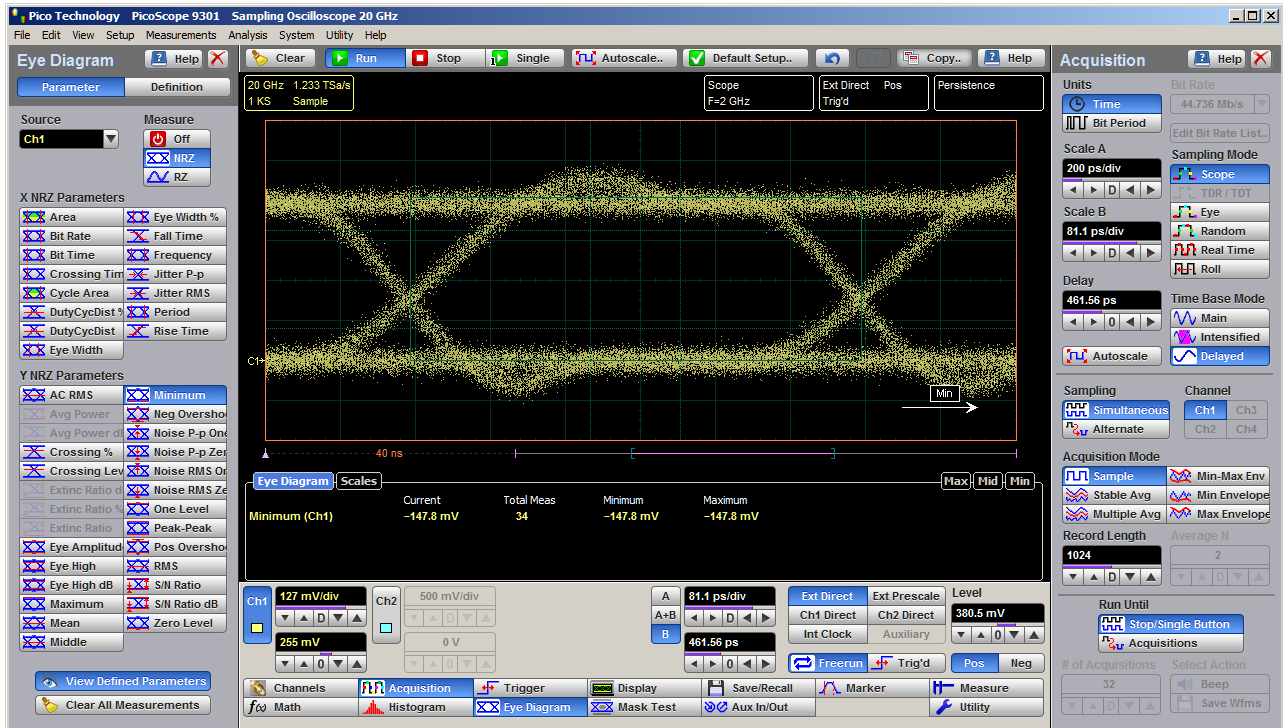 Pico Technology PicoScope 9301 Sampling Oscilloscope 20 GHz
File Edit View Setup Measurements Analysis System Utility Help
Eye Diagram Help
Parameter Definition
Source Measure
Ch1 Off
NRZ
RZ
X NRZ Parameters
Area Eye Width %
Bit Rate Fall Time
Bit Time Frequency
Crossing Tim Jitter P-p
Cycle Area Jitter RMS
DutyCycDist % Period
DutyCycDist Rise Time
Eye Width
Y NRZ Parameters
AC RMS Minimum
Avg Power Neg Oversho
Avg Power dB Noise P-p One
Crossing % Noise P-p Zer
Crossing Lev Noise RMS On
Extinc Ratio d Noise RMS Ze
Extinc Ratio % One Level
Extinc Ratio Peak-Peak
Eye Amplitud Pos Oversho
Eye High RMS
Eye High dB S/N Ratio
Maximum S/N Ratio dB
Mean Zero Level
Middle
View Defined Parameters
Clear All Measurements
Clear Run Stop Single Autoscale.. Default Setup.. Copy.. Help
20 GHz 1.233 TSa/s
1 KS Sample
Scope
F=2 GHz
Ext Direct Pos
Trig'd
Persistence
C1
Min
40 ns
Eye Diagram Scales Max Mid Min
Current Total Meas Minimum Maximum
Minimum (Ch1) −147.8 mV 34 −147.8 mV −147.8 mV
Ch1 127 mV/div Ch2 500 mV/div
D D
255 mV 0 V
0 0
A 81.1 ps/div
A+B D
B 461.56 ps
0
Ext Direct Ext Prescale Level
Ch1 Direct Ch2 Direct 380.5 mV
Int Clock Auxiliary 0
Freerun Trig'd Pos Neg
Channels Acquisition Trigger Display Save/Recall Marker Measure
Math Histogram Eye Diagram Mask Test Aux In/Out Utility
Acquisition Help
Units Bit Rate
Time 44.736 Mb/s
Bit Period Edit Bit Rate List..
Scale A Sampling Mode
200 ps/div Scope
D TDR / TDT
Scale B Eye
81.1 ps/div Random
D Real Time
Roll
Delay Time Base Mode
461.56 ps Main
0 Intensified
Autoscale Delayed
Sampling Channel
Simultaneous Ch1 Ch3
Alternate Ch2 Ch4
Acquisition Mode
Sample Min-Max Env
Stable Avg Min Envelope
Multiple Avg Max Envelope
Record Length Average N
1024 2
D D
Run Until
Stop/Single Button
Acquisitions
# of Acquisitions Select Action
32 Beep
D Save Wfms